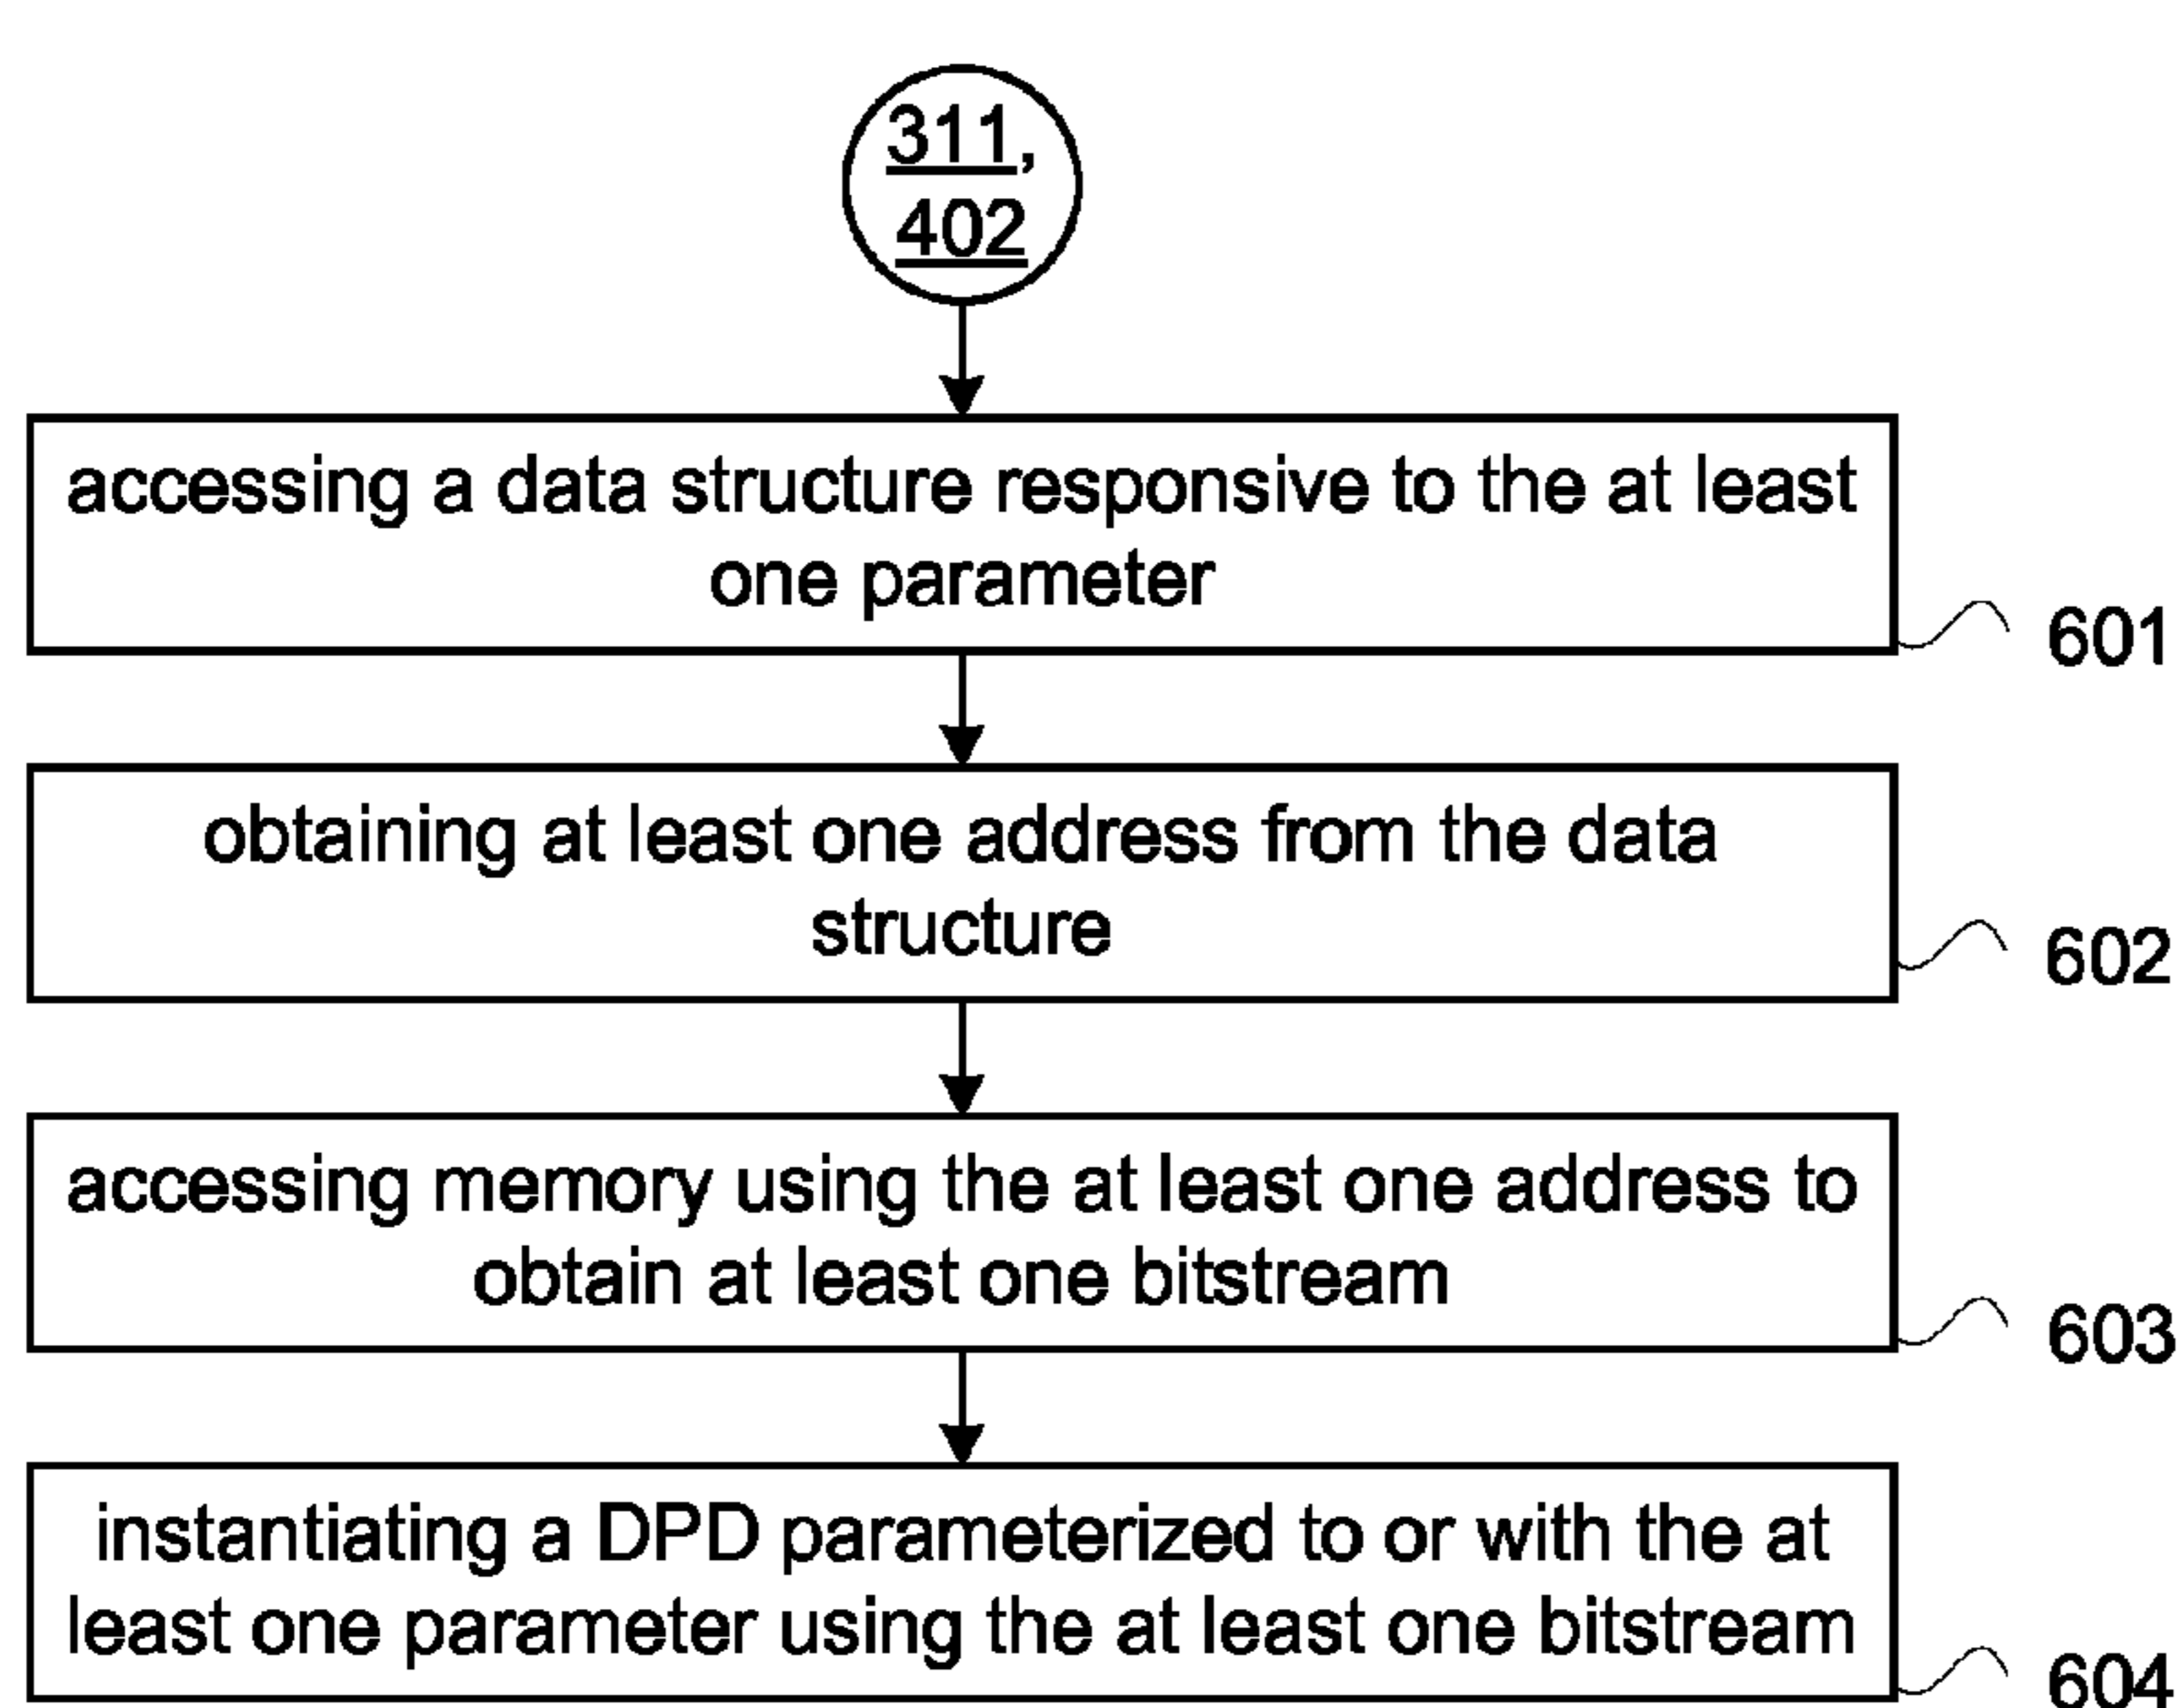 311,
402
accessing a data structure responsive to the at least
one parameter
601
obtaining at least one address from the data
structure
602
accessing memory using the at least one address to
obtain at least one bitstream
603
instantiating a DPD parameterized to or with the at
least one parameter using the at least one bitstream
604